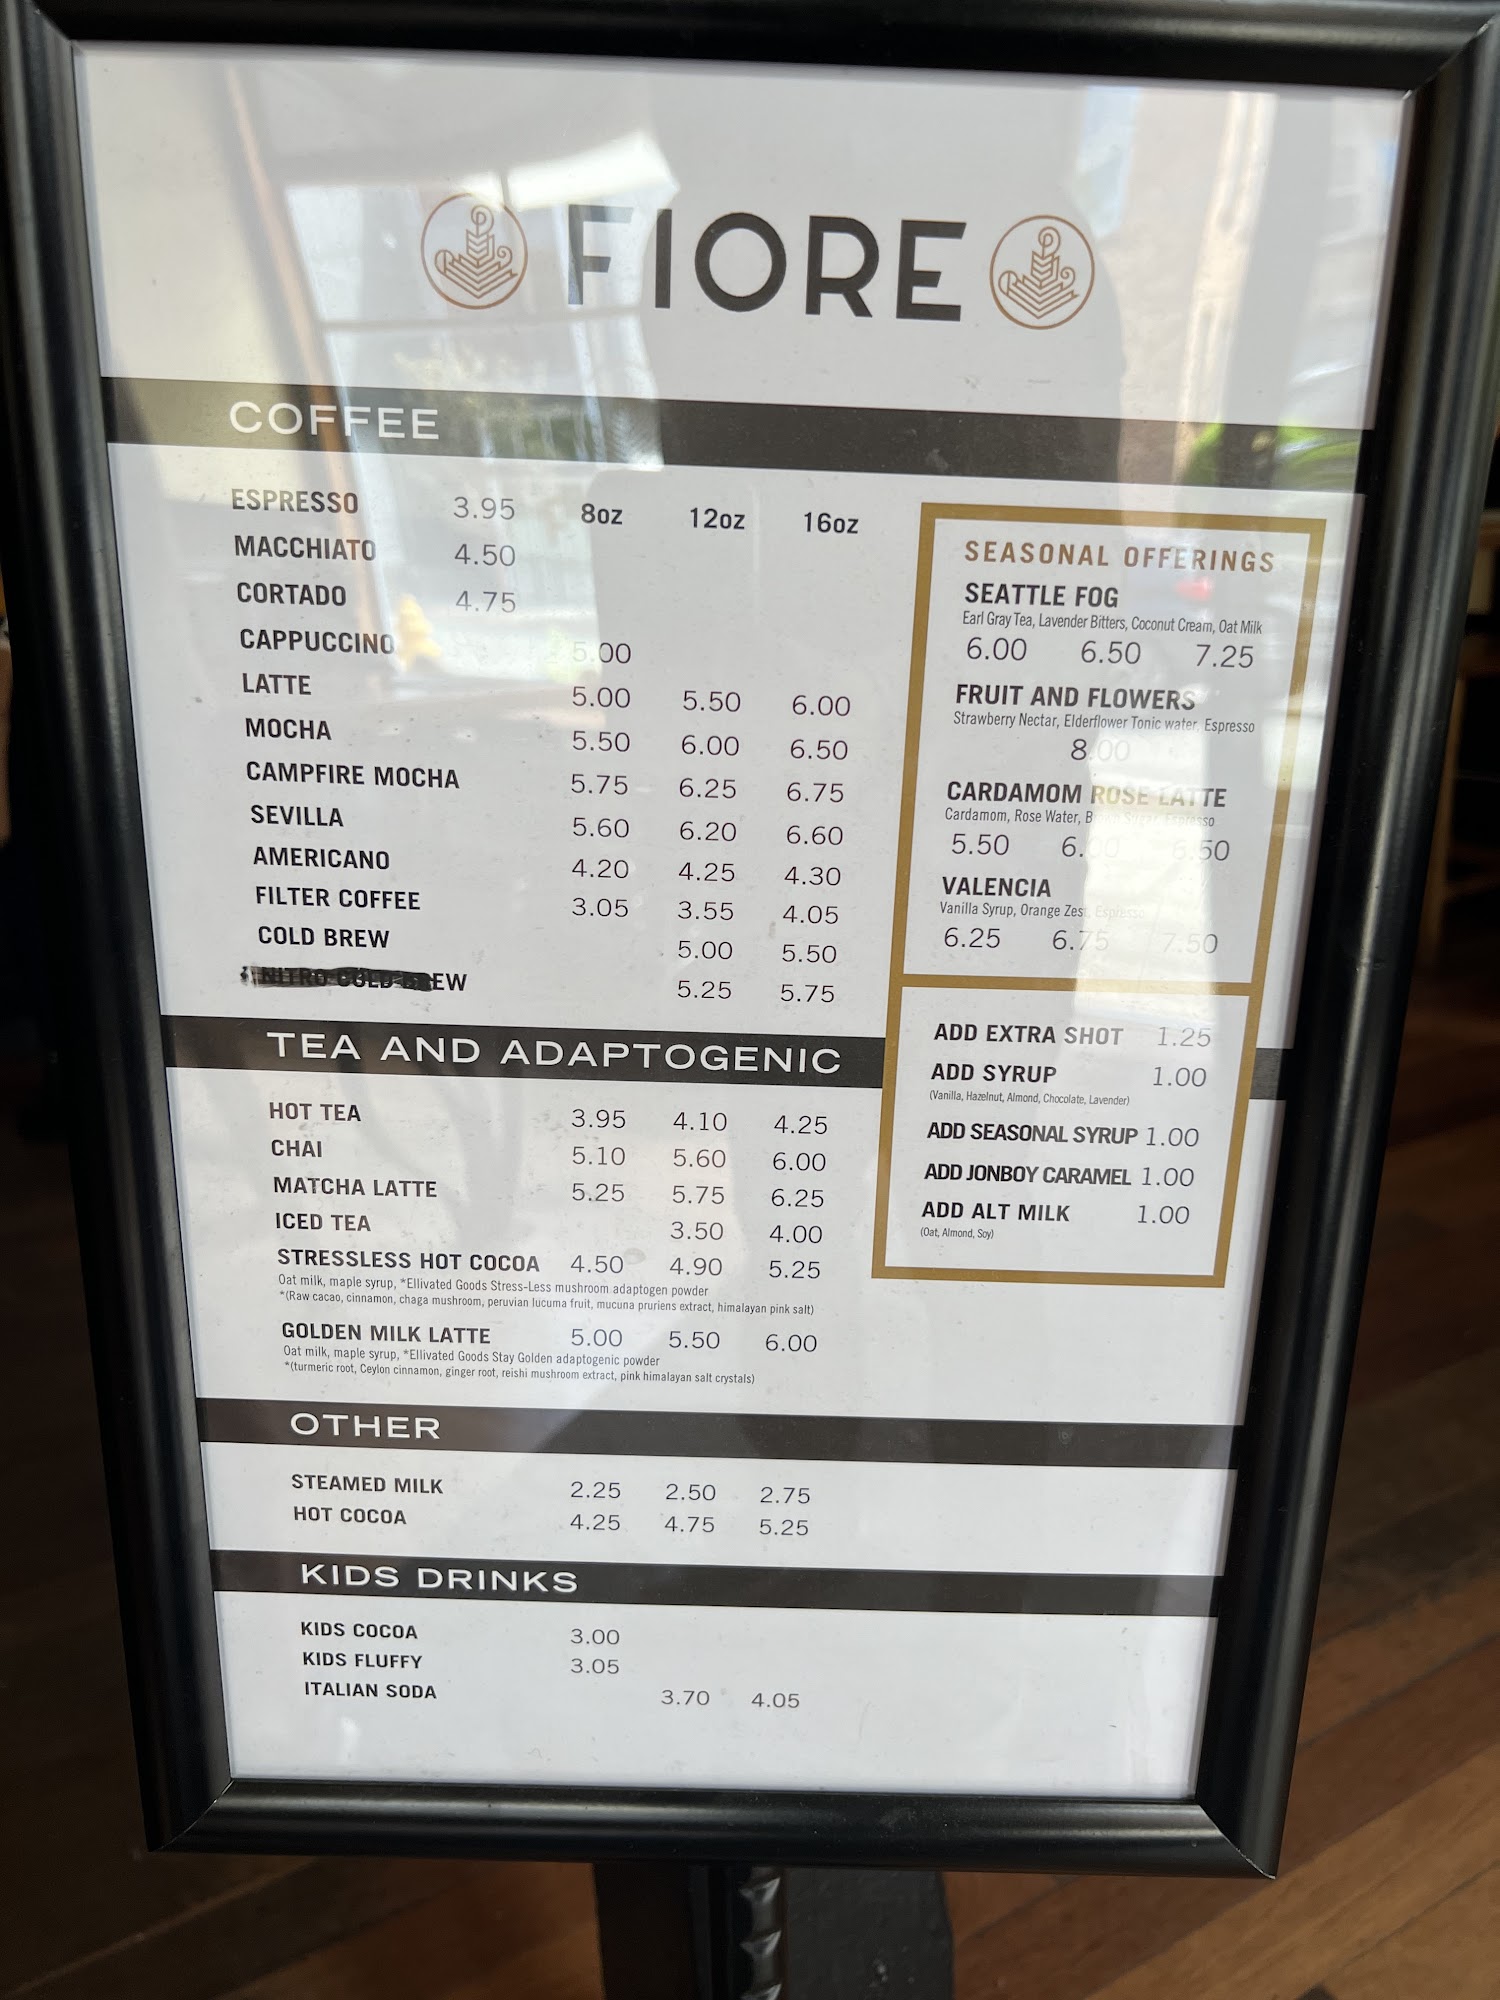 FIORE
COFFEE
8oz 12oz 16oz
ESPRESSO 3.95
MACCHIATO 4.50
CORTADO 4.75
CAPPUCCINO 5.00
LATTE 5.00 5.50 6.00
MOCHA 5.50 6.00 6.50
CAMPFIRE MOCHA 5.75 6.25 6.75
SEVILLA 5.60 6.20 6.60
AMERICANO 4.20 4.25 4.30
FILTER COFFEE 3.05 3.55 4.05
COLD BREW 5.00 5.50
NITRO COLD BREW 5.25 5.75
SEASONAL OFFERINGS
SEATTLE FOG
Earl Gray Tea, Lavender Bitters, Coconut Cream, Oat Milk
6.00 6.50 7.25
FRUIT AND FLOWERS
Strawberry Nectar, Elderflower Tonic water, Espresso
8.00
CARDAMOM ROSE LATTE
Cardamom, Rose Water, Brown Sugar, Espresso
5.50 6.00 6.50
VALENCIA
Vanilla Syrup, Orange Zest, Espresso
6.25 6.75 7.50
ADD EXTRA SHOT 1.25
ADD SYRUP 1.00
(Vanilla, Hazelnut, Almond, Chocolate, Lavender)
ADD SEASONAL SYRUP 1.00
ADD JONBOY CARAMEL 1.00
ADD ALT MILK 1.00
(Oat, Almond, Soy)
TEA AND ADAPTOGENIC
HOT TEA 3.95 4.10 4.25
CHAI 5.10 5.60 6.00
MATCHA LATTE 5.25 5.75 6.25
ICED TEA 3.50 4.00
STRESSLESS HOT COCOA 4.50 4.90 5.25
Oat milk, maple syrup, *Ellivated Goods Stress-Less mushroom adaptogen powder
*(Raw cacao, cinnamon, chaga mushroom, peruvian lucuma fruit, mucuna pruriens extract, himalayan pink salt)
GOLDEN MILK LATTE 5.00 5.50 6.00
Oat milk, maple syrup, *Ellivated Goods Stay Golden adaptogenic powder
*(turmeric root, Ceylon cinnamon, ginger root, reishi mushroom extract, pink himalayan salt crystals)
OTHER
STEAMED MILK 2.25 2.50 2.75
HOT COCOA 4.25 4.75 5.25
KIDS DRINKS
KIDS COCOA 3.00
KIDS FLUFFY 3.05
ITALIAN SODA 3.70 4.05